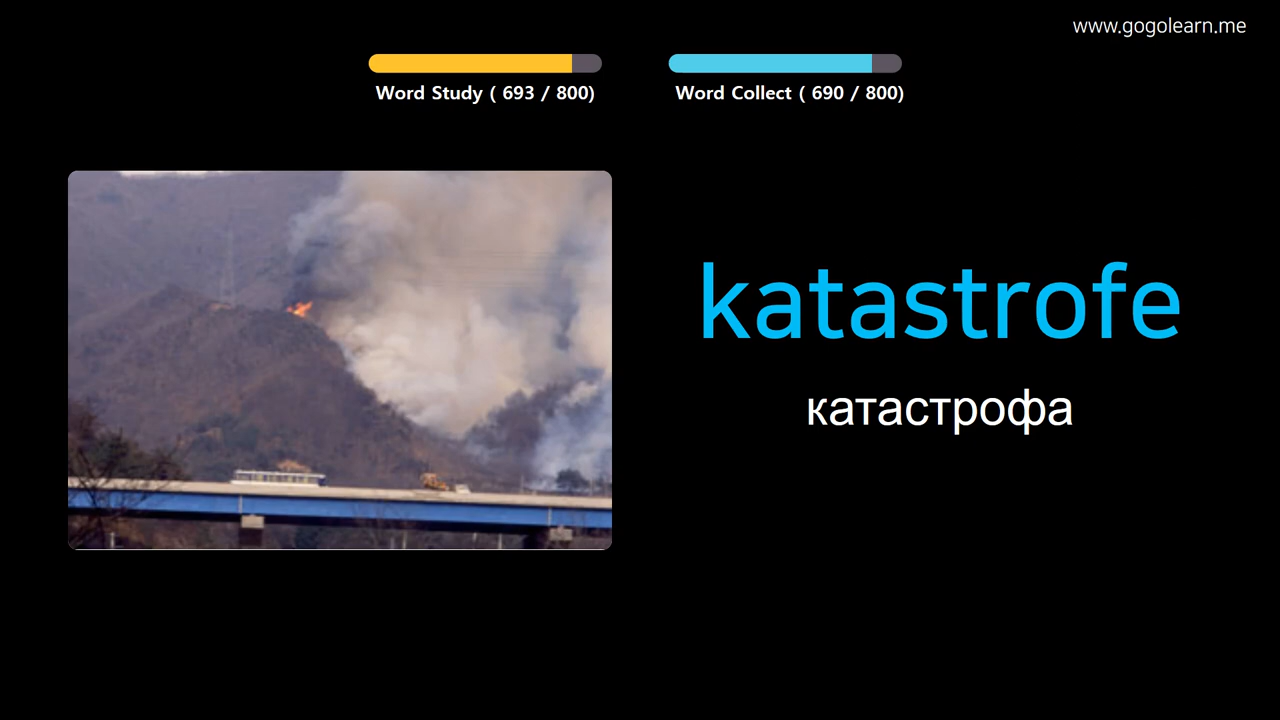 www.gogolearn.me
Word Study ( 693 / 800)
Word Collect ( 690 / 800)
katastrofe
катастрофа